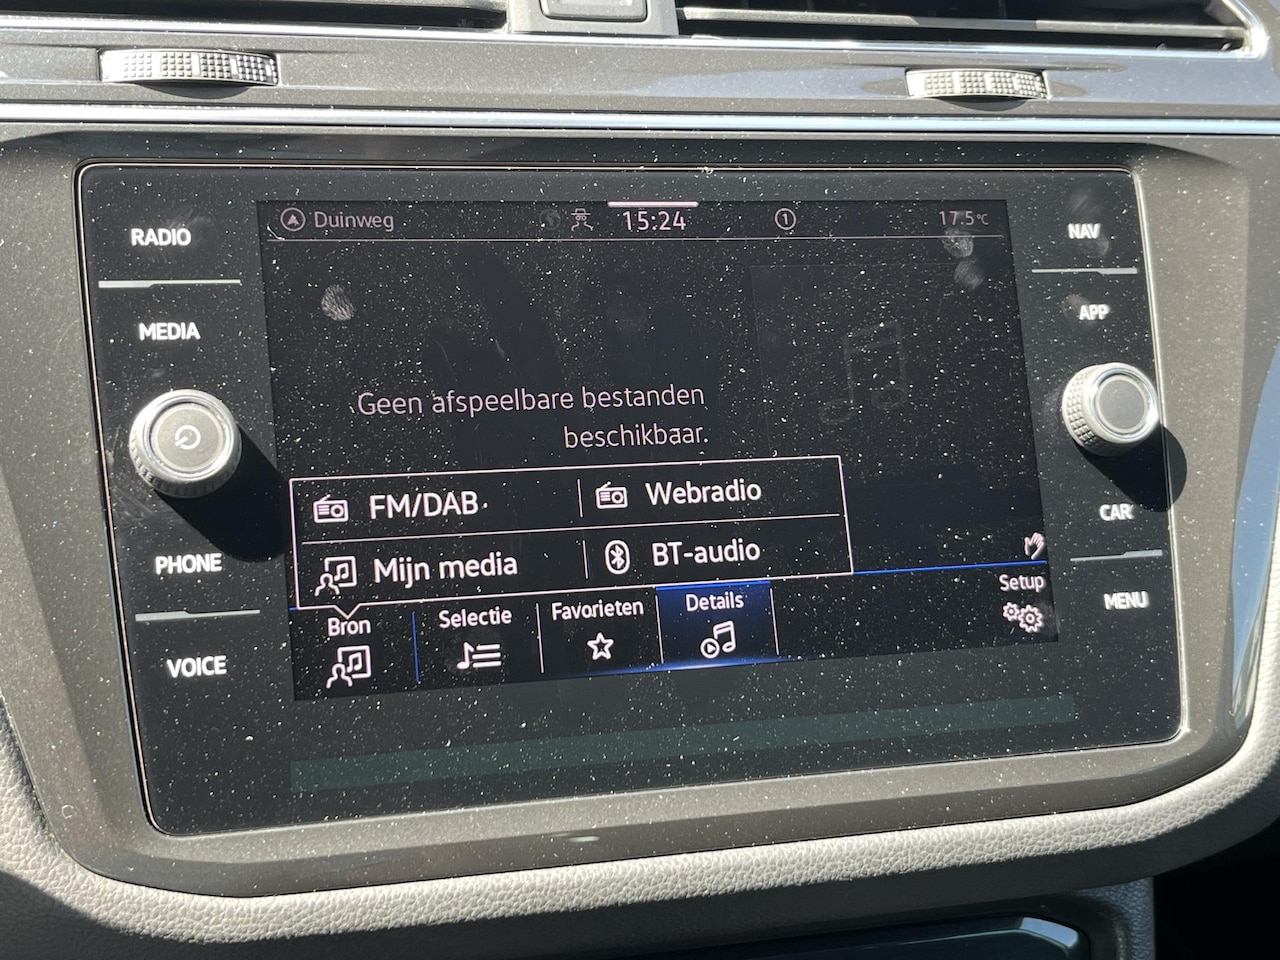 RADIO
MEDIA
PHONE
VOICE
Duinweg
15:24
1
17.5°C
Geen afspeelbare bestanden
beschikbaar.
FM/DAB
Webradio
Mijn media
BT-audio
Bron
Selectie
Favorieten
Details
Setup
NAV
APP
CAR
MENU